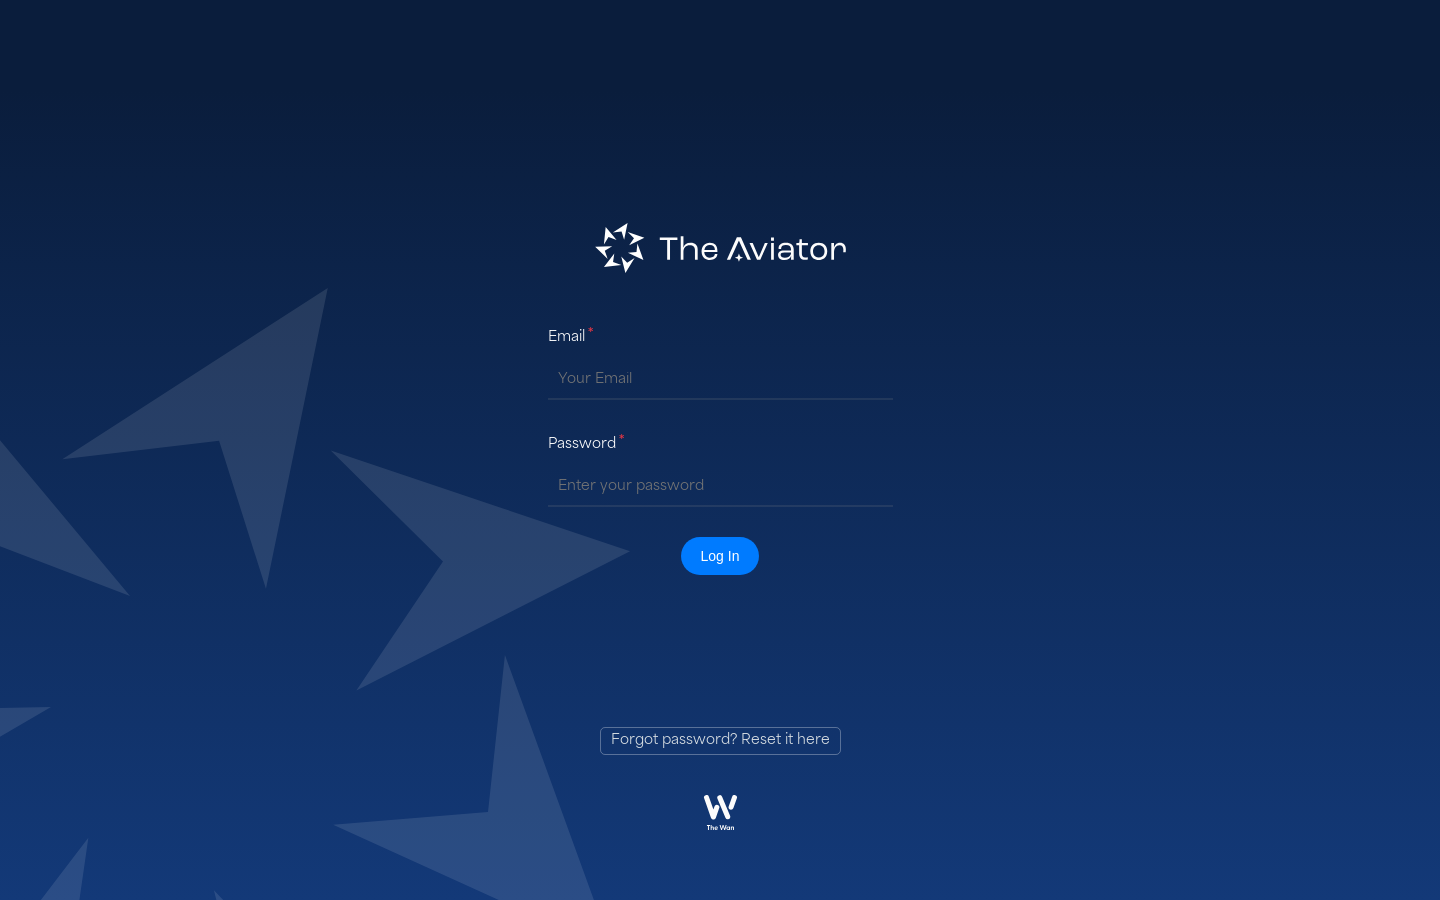 The Aviator
Email*
Your Email
Password*
Enter your password
Log In
Forgot password? Reset it here
W
The Wan